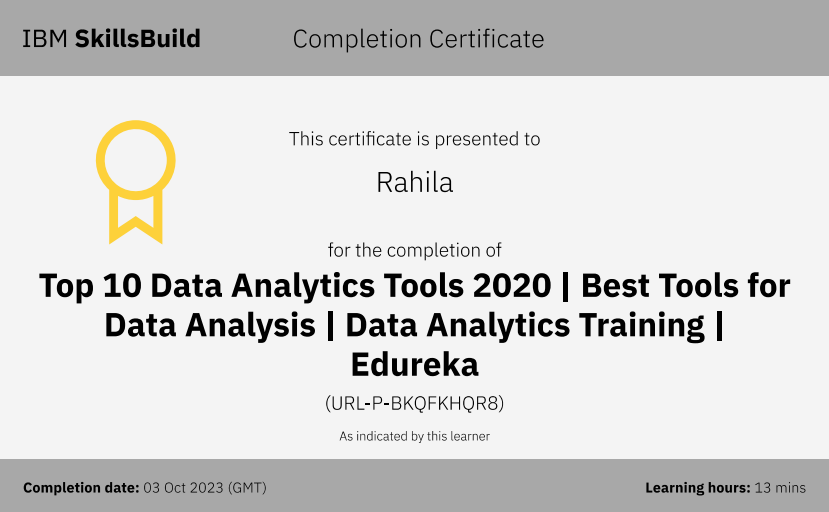 IBM SkillsBuild
Completion Certificate
This certificate is presented to
Rahila
for the completion of
Top 10 Data Analytics Tools 2020 | Best Tools for
Data Analysis | Data Analytics Training |
Edureka
(URL-P-BKQFKHQR8)
As indicated by this learner
Completion date: 03 Oct 2023 (GMT)
Learning hours: 13 mins